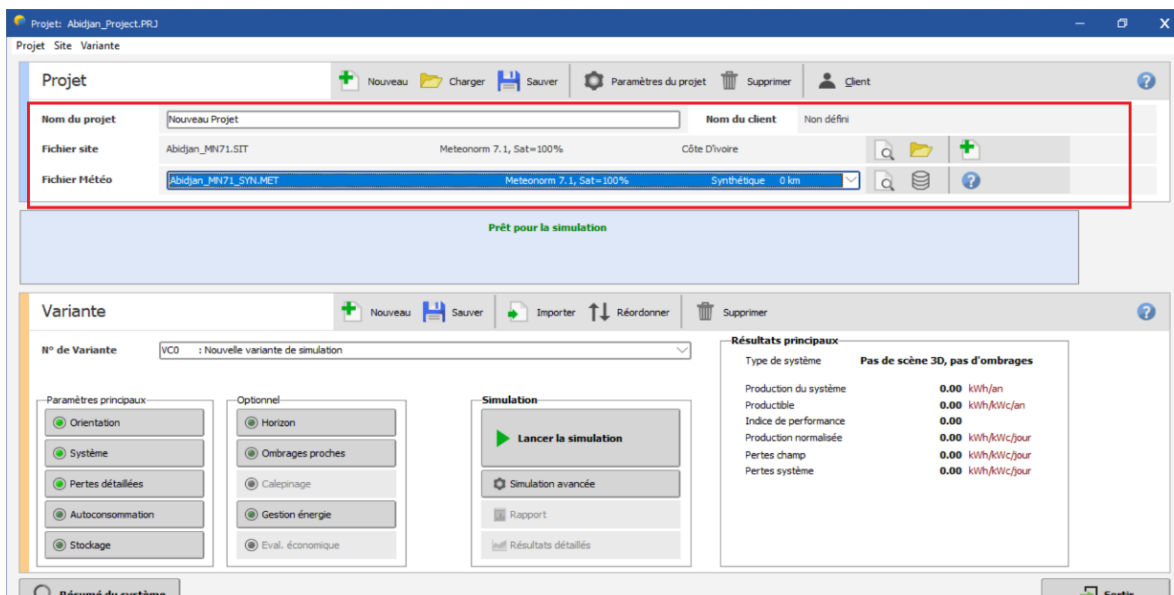 Projet: Abidjan_Project.PRJ
Projet Site Variante
Projet Nouveau Charger Sauver Paramètres du projet Supprimer Client
Nom du projet Nouveau Projet Nom du client Non défini
Fichier site Abidjan_MN71.SIT Meteonorm 7.1, Sat=100% Côte D'ivoire
Fichier Météo Abidjan_MN71_SYN.MET Meteonorm 7.1, Sat=100% Synthétique 0 km
Prêt pour la simulation
Variante Nouveau Sauver Importer Réordonner Supprimer
N° de Variante VC0 : Nouvelle variante de simulation
Résultats principaux
Type de système Pas de scène 3D, pas d'ombrages
Production du système 0.00 kWh/an
Productible 0.00 kWh/kWc/an
Indice de performance 0.00
Production normalisée 0.00 kWh/kWc/jour
Pertes champ 0.00 kWh/kWc/jour
Pertes système 0.00 kWh/kWc/jour
Paramètres principaux
Orientation
Système
Pertes détaillées
Autoconsommation
Stockage
Optionnel
Horizon
Ombrages proches
Calepinage
Gestion énergie
Eval. économique
Simulation
Lancer la simulation
Simulation avancée
Rapport
Résultats détaillés
Résumé du système
Sortir